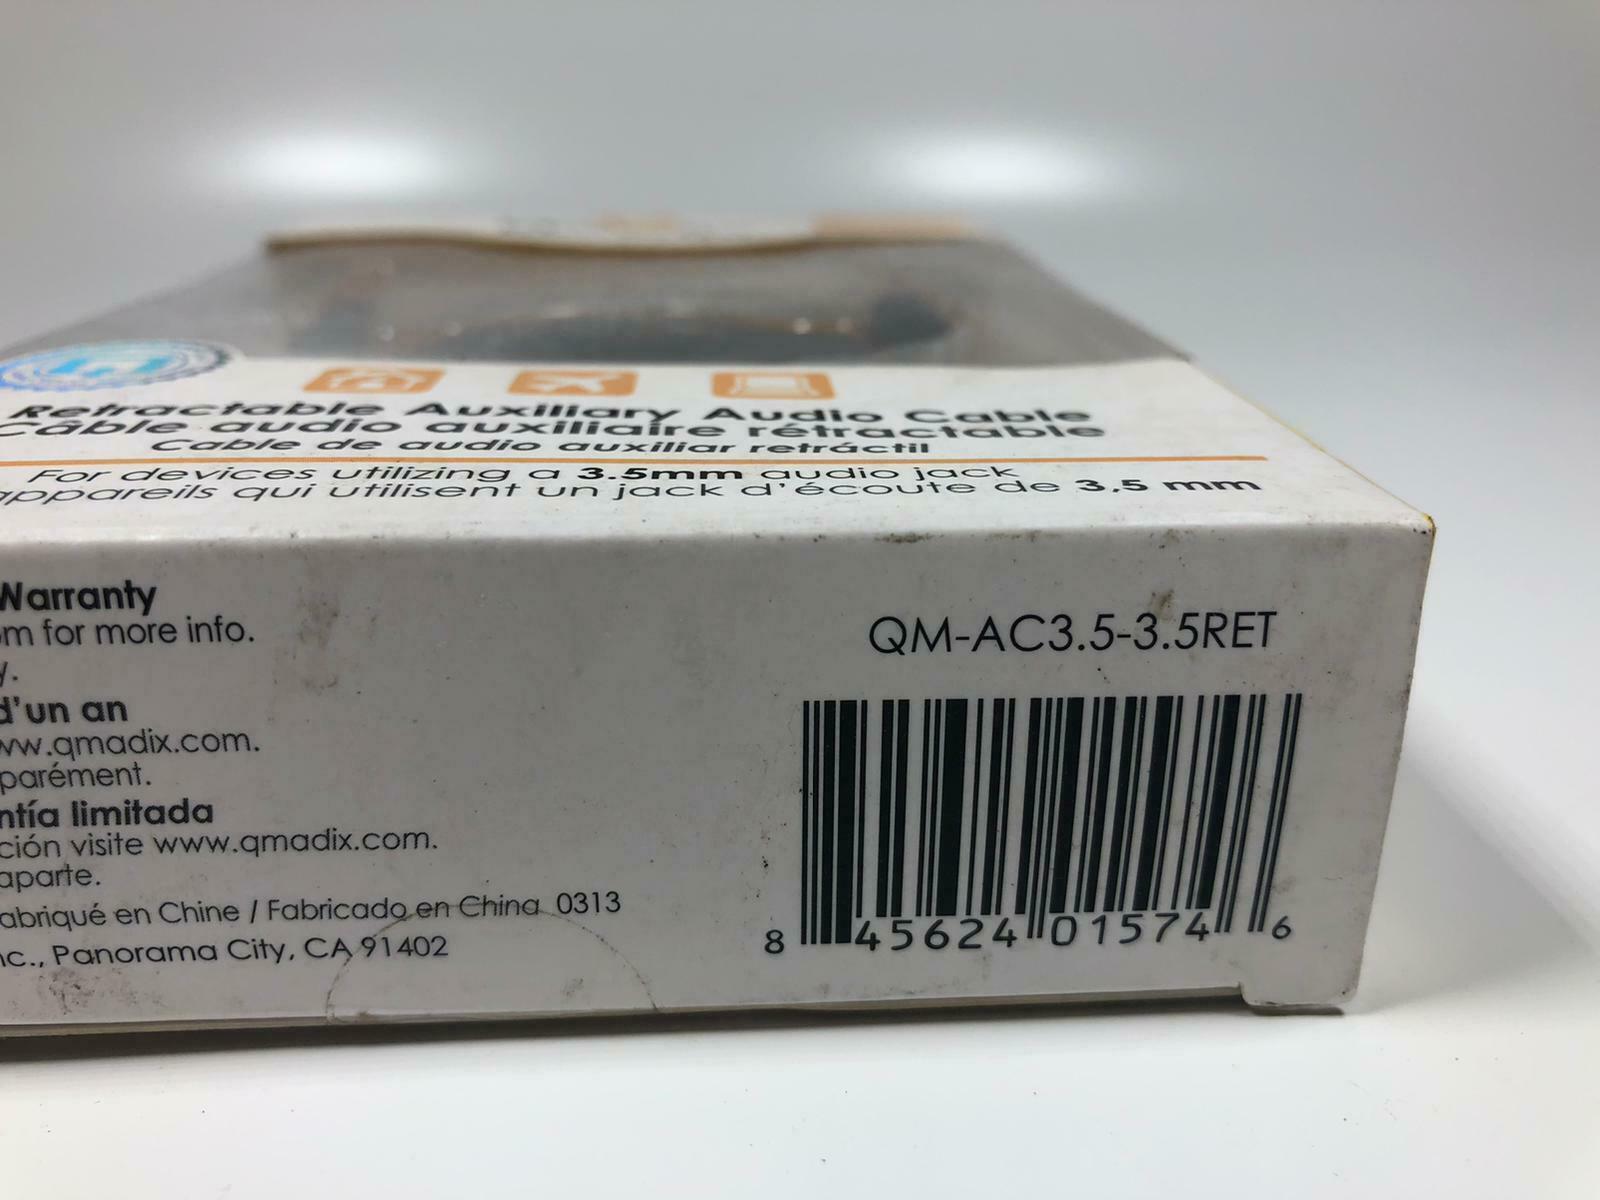 Retractable Auxiliary Audio Cable
Câble audio auxiliaire rétractable
Cable de audio auxiliar retráctil
For devices utilizing a 3.5mm audio jack
appareils qui utilisent un jack d'écoute de 3,5 mm
Warranty
om for more info.
y.
d'un an
ww.qmadix.com.
parément.
ntía limitada
ción visite www.qmadix.com.
aparte.
abriqué en Chine / Fabricado en China 0313
nc., Panorama City, CA 91402
QM-AC3.5-3.5RET
8 45624 01574 6